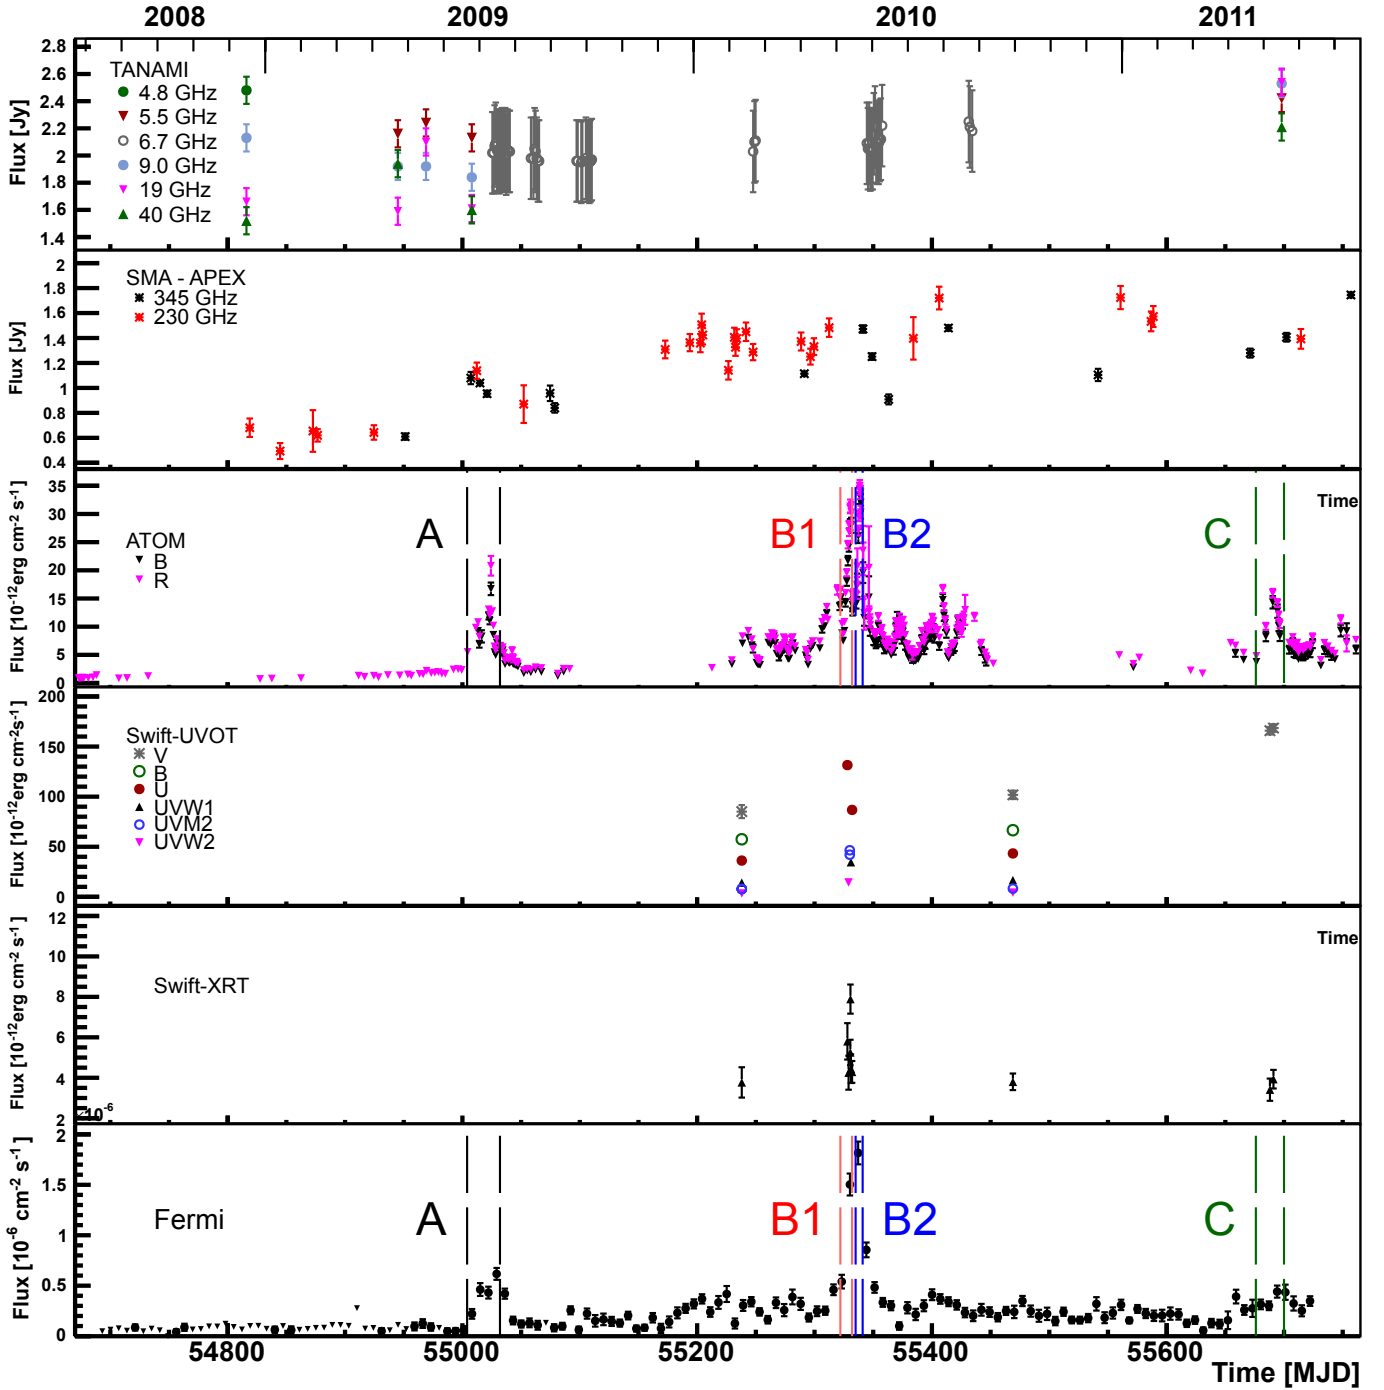 2008 2009 2010 2011
2.8
2.6
2.4
2.2
2.0
1.8
1.6
1.4
Flux [Jy]
TANAMI
4.8 GHz
5.5 GHz
6.7 GHz
9.0 GHz
19 GHz
40 GHz
2
1.8
1.6
1.4
1.2
1
0.8
0.6
0.4
Flux [Jy]
SMA - APEX
345 GHz
230 GHz
35
30
25
20
15
10
5
0
Flux [10-12erg cm-2 s-1]
Time
ATOM
B
R
A B1 B2 C
200
150
100
50
0
Flux [10-12erg cm-2s-1]
Swift-UVOT
V
B
U
UVW1
UVM2
UVW2
12
10
8
6
4
2
Flux [10-12erg cm-2 s-1]
Time
Swift-XRT
10-6
2
1.5
1
0.5
0
Flux [10-6 cm-2 s-1]
A B1 B2 C
Fermi
54800 55000 55200 55400 55600
Time [MJD]